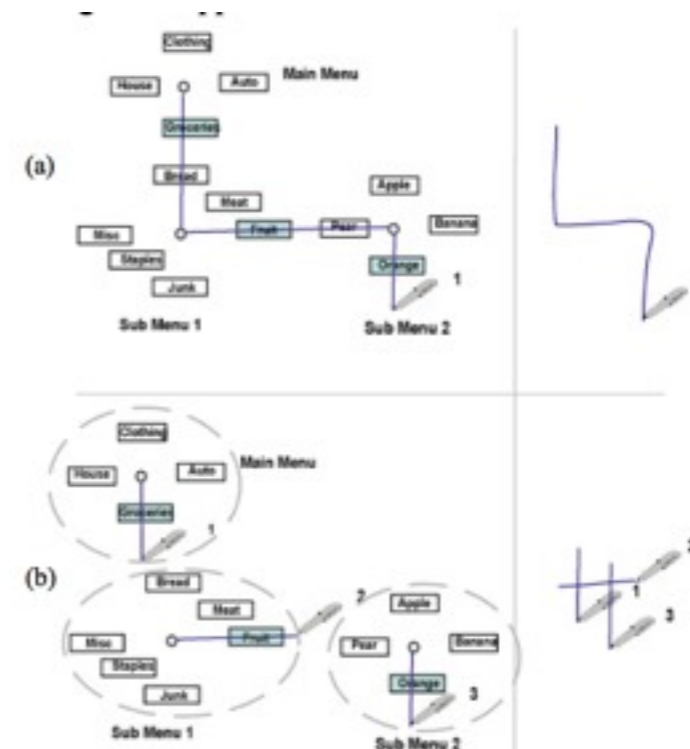 Clothing
House
Auto
Main Menu
Groceries
(a)
Bread
Meat
Apple
Misc
Fruit
Pear
Banana
Staples
Orange
Junk
1
Sub Menu 1
Sub Menu 2
Clothing
House
Auto
Main Menu
Groceries
1
(b)
Bread
2
Meat
Apple
1
3
Misc
Fruit
Pear
Banana
Staples
Orange
Junk
3
Sub Menu 1
Sub Menu 2